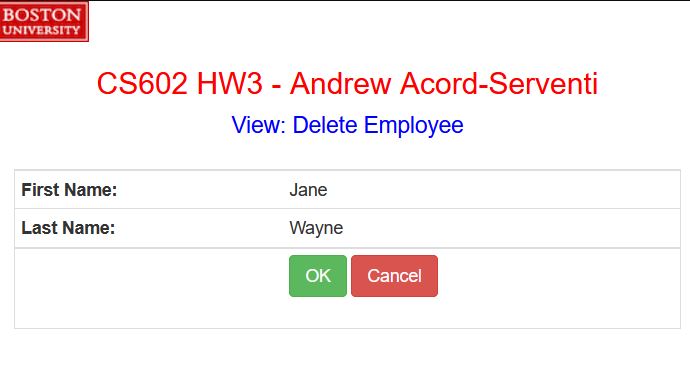 BOSTON
UNIVERSITY
CS602 HW3 - Andrew Acord-Serventi
View: Delete Employee
First Name: Jane
Last Name: Wayne
OK Cancel